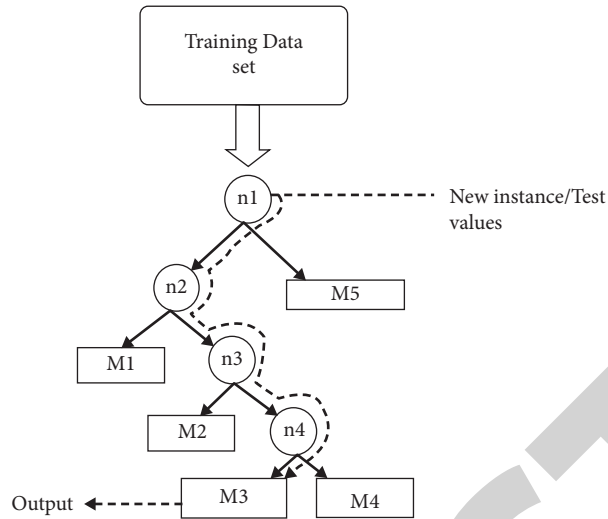 Training Data
set
n1
New instance/Test
values
n2
M5
n3
M1
M2
n4
Output
M3
M4